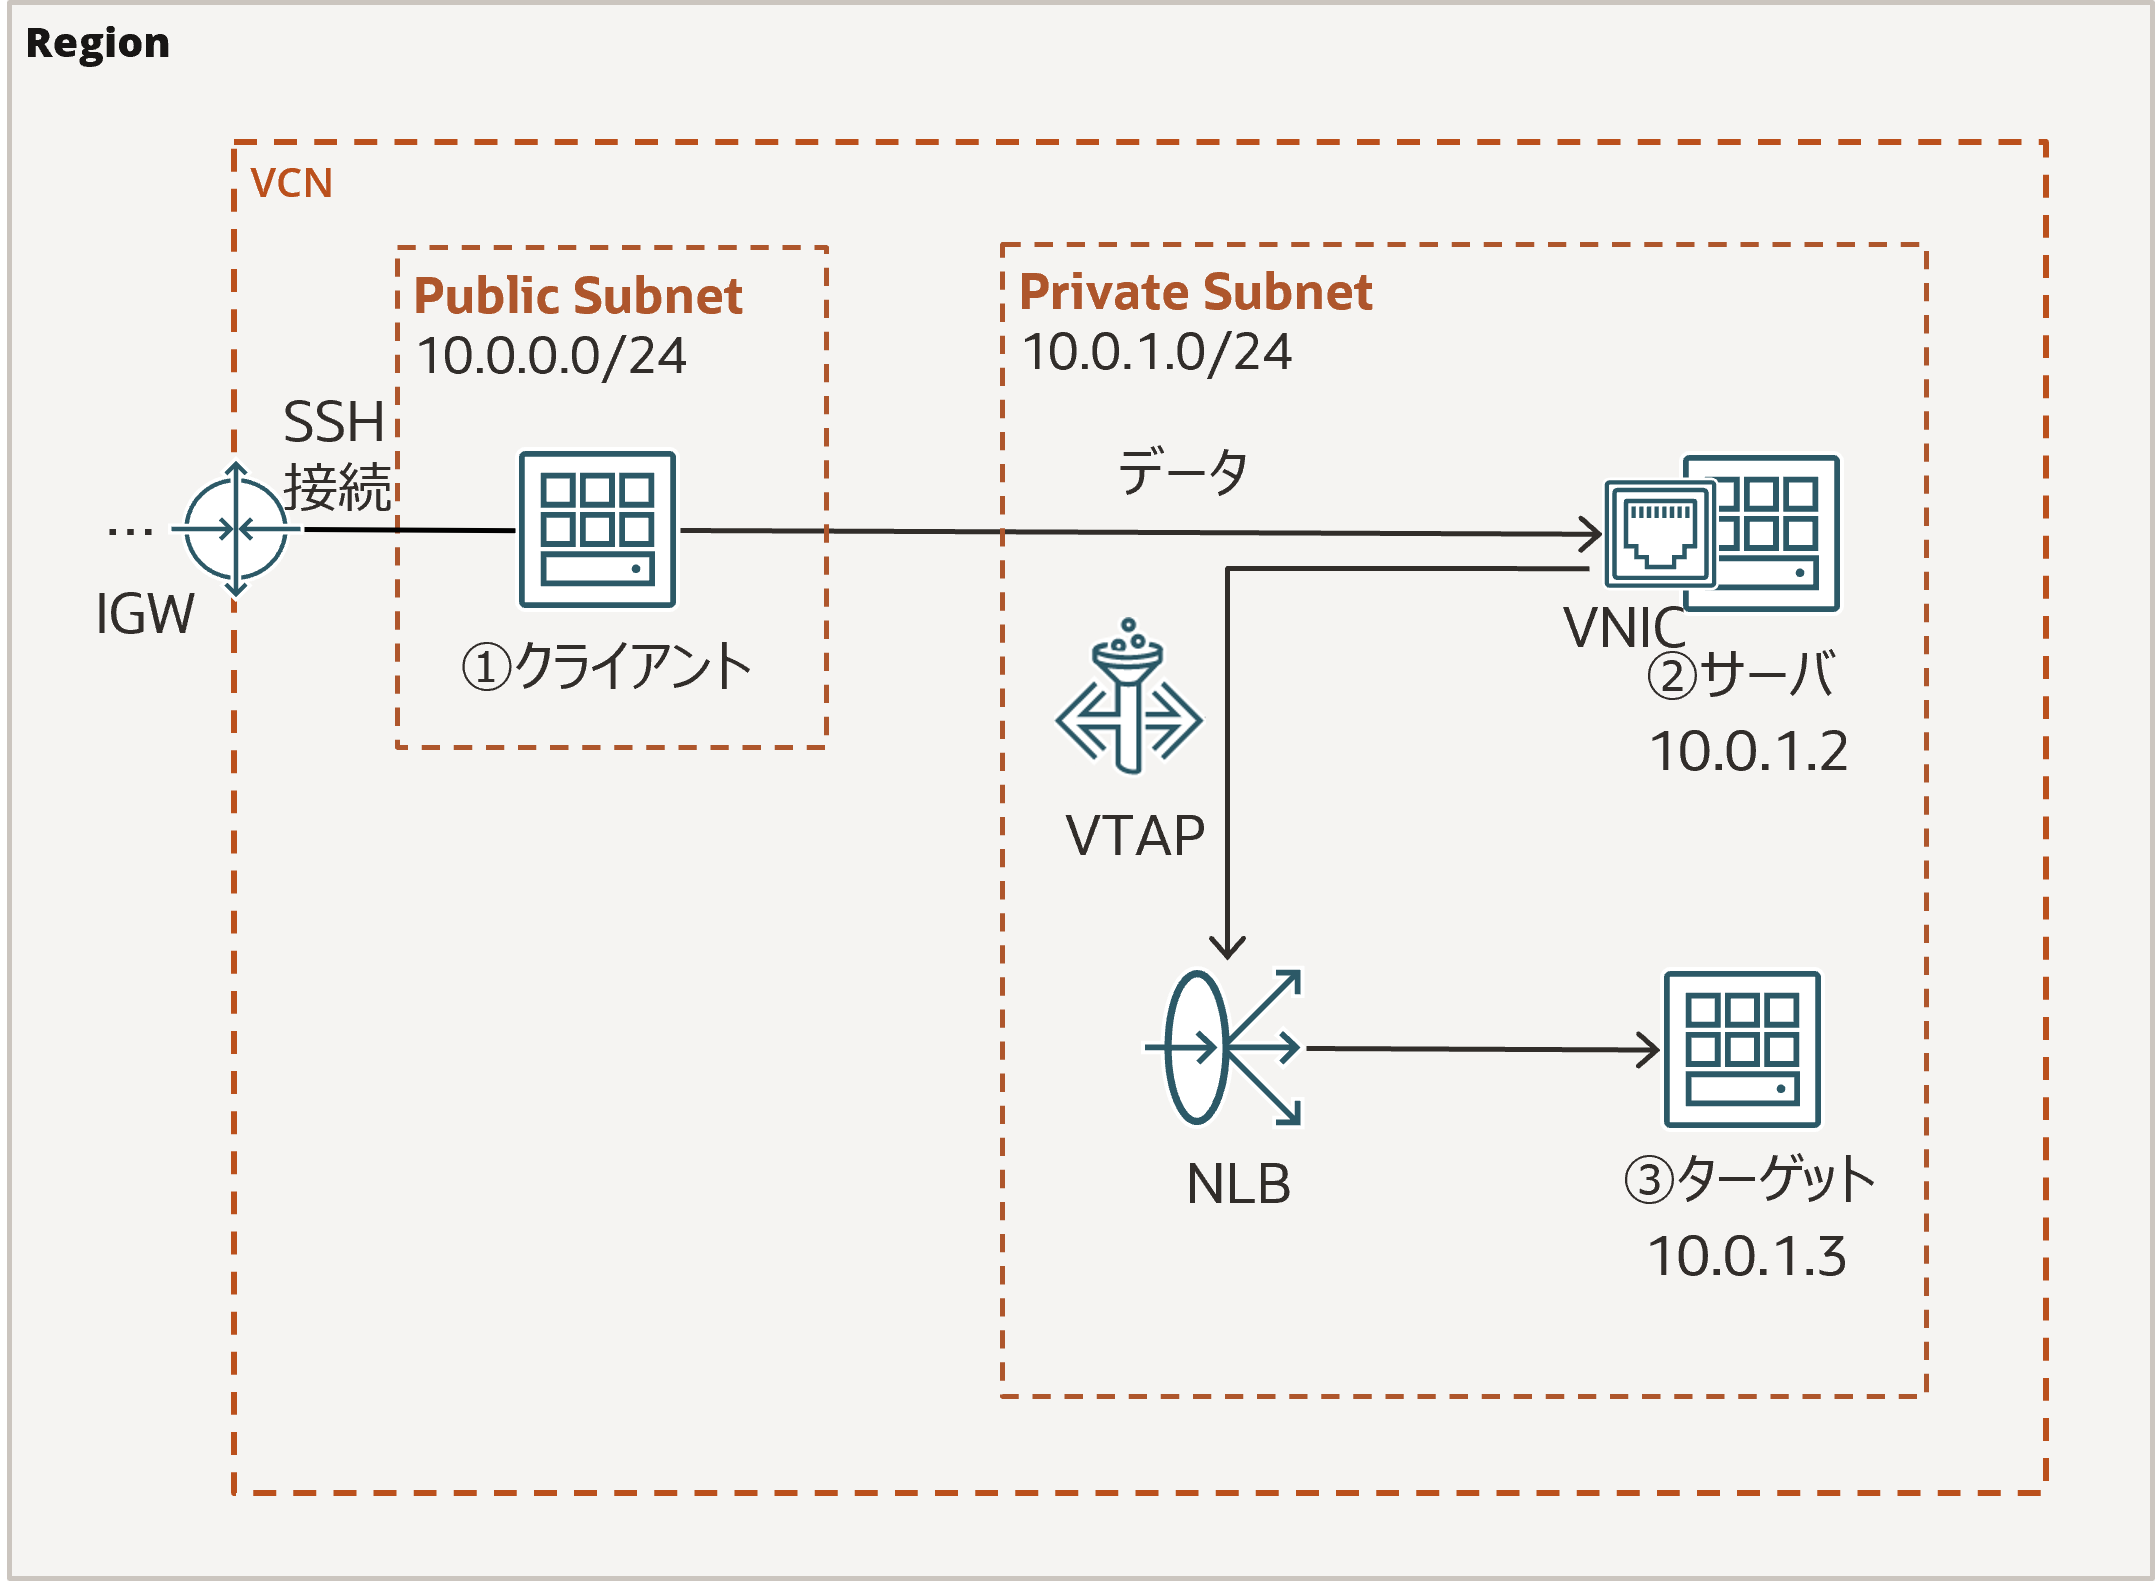 Region
VCN
Public Subnet
10.0.0.0/24
Private Subnet
10.0.1.0/24
SSH
接続
データ
…
IGW
①クライアント
VNIC
②サーバ
10.0.1.2
VTAP
NLB
③ターゲット
10.0.1.3